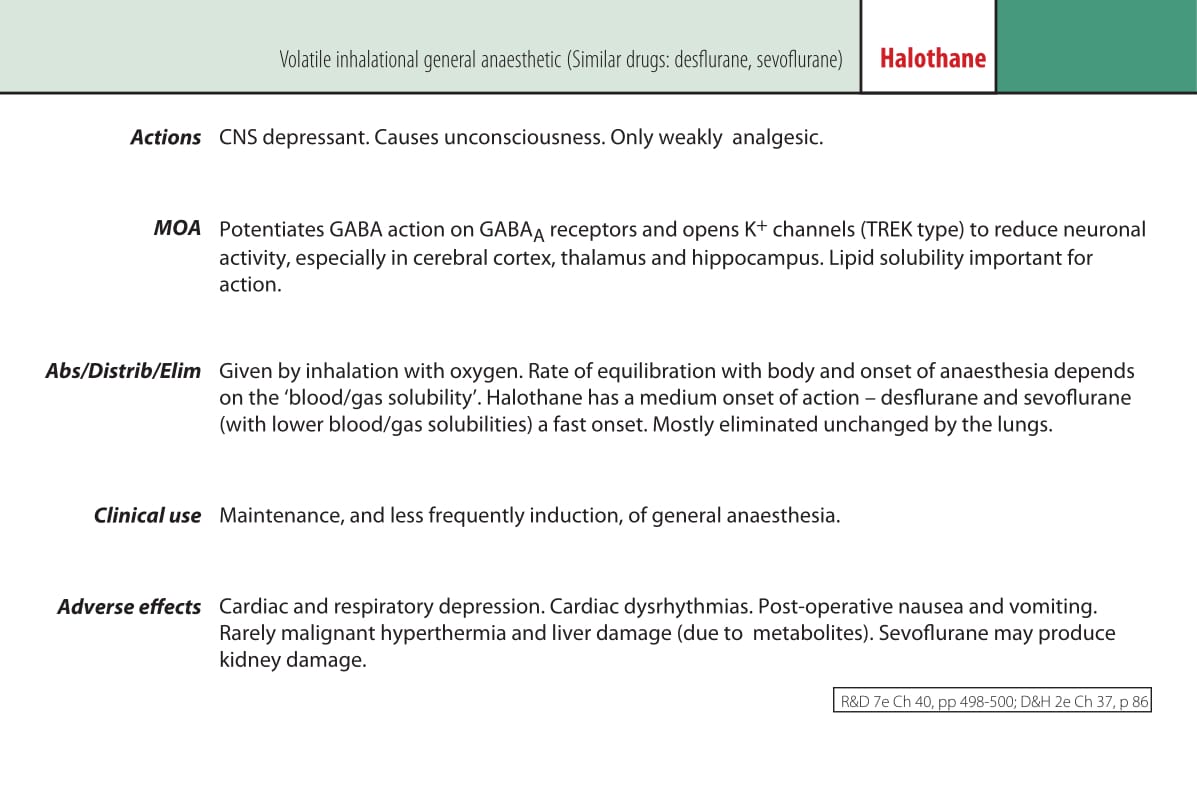 Volatile inhalational general anaesthetic (Similar drugs: desflurane, sevoflurane) Halothane
Actions CNS depressant. Causes unconsciousness. Only weakly analgesic.
MOA Potentiates GABA action on GABAA receptors and opens K+ channels (TREK type) to reduce neuronal
activity, especially in cerebral cortex, thalamus and hippocampus. Lipid solubility important for
action.
Abs/Distrib/Elim Given by inhalation with oxygen. Rate of equilibration with body and onset of anaesthesia depends
on the ‘blood/gas solubility’. Halothane has a medium onset of action – desflurane and sevoflurane
(with lower blood/gas solubilities) a fast onset. Mostly eliminated unchanged by the lungs.
Clinical use Maintenance, and less frequently induction, of general anaesthesia.
Adverse effects Cardiac and respiratory depression. Cardiac dysrhythmias. Post-operative nausea and vomiting.
Rarely malignant hyperthermia and liver damage (due to metabolites). Sevoflurane may produce
kidney damage.
R&D 7e Ch 40, pp 498-500; D&H 2e Ch 37, p 86